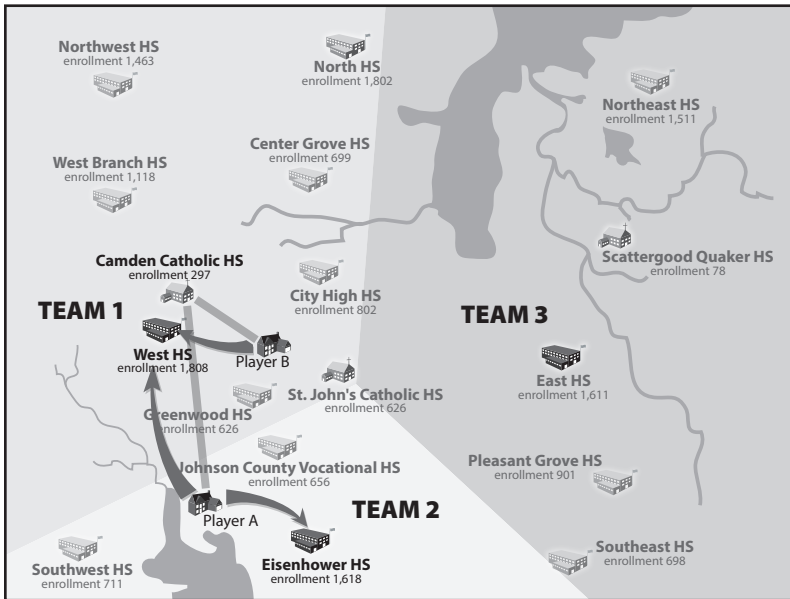 Northwest HS
enrollment 1,463
North HS
enrollment 1,802
Northeast HS
enrollment 1,511
Center Grove HS
enrollment 699
West Branch HS
enrollment 1,118
Scattergood Quaker HS
enrollment 78
Camden Catholic HS
enrollment 297
City High HS
enrollment 802
TEAM 1
TEAM 3
West HS
enrollment 1,808
Player B
East HS
enrollment 1,611
St. John's Catholic HS
enrollment 626
Greenwood HS
enrollment 626
Johnson County Vocational HS
enrollment 656
Pleasant Grove HS
enrollment 901
TEAM 2
Player A
Southwest HS
enrollment 711
Eisenhower HS
enrollment 1,618
Southeast HS
enrollment 698